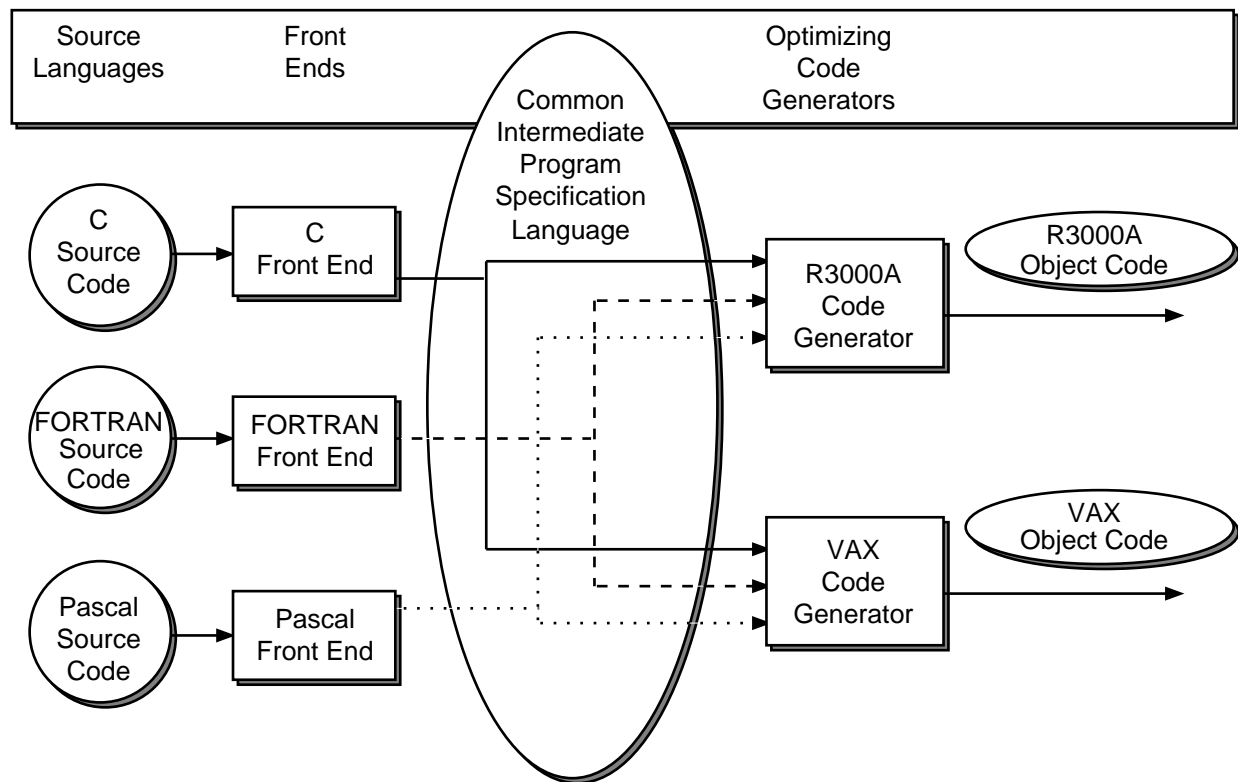 Source
Languages
Front
Ends
Common
Intermediate
Program
Specification
Language
Optimizing
Code
Generators
C
Source
Code
C
Front End
R3000A
Code
Generator
R3000A
Object Code
FORTRAN
Source
Code
FORTRAN
Front End
Pascal
Source
Code
Pascal
Front End
VAX
Code
Generator
VAX
Object Code